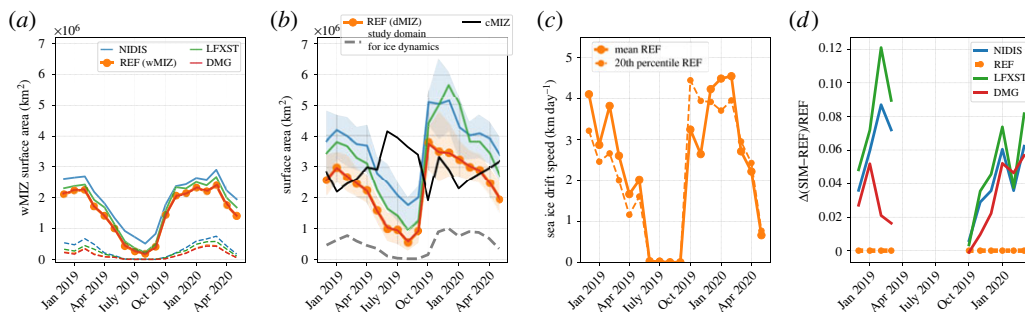 (a)
×10⁶
7
6
5
4
3
2
1
0
wMIZ surface area (km²)
NIDIS
REF (wMIZ)
LFXST
DMG
Jan 2019
Apr 2019
July 2019
Oct 2019
Jan 2020
Apr 2020
(b)
×10⁶
REF (dMIZ)
cMIZ
study domain
for ice dynamics
7
6
5
4
3
2
1
0
surface area (km²)
Jan 2019
Apr 2019
July 2019
Oct 2019
Jan 2020
Apr 2020
(c)
5
4
3
2
1
0
sea ice drift speed (km day⁻¹)
mean REF
20th percentile REF
Jan 2019
Apr 2019
July 2019
Oct 2019
Jan 2020
Apr 2020
(d)
0.12
0.10
0.08
0.06
0.04
0.02
0
Δ(SIM−REF)/REF
NIDIS
REF
LFXST
DMG
Jan 2019
Apr 2019
July 2019
Oct 2019
Jan 2020
Apr 2020